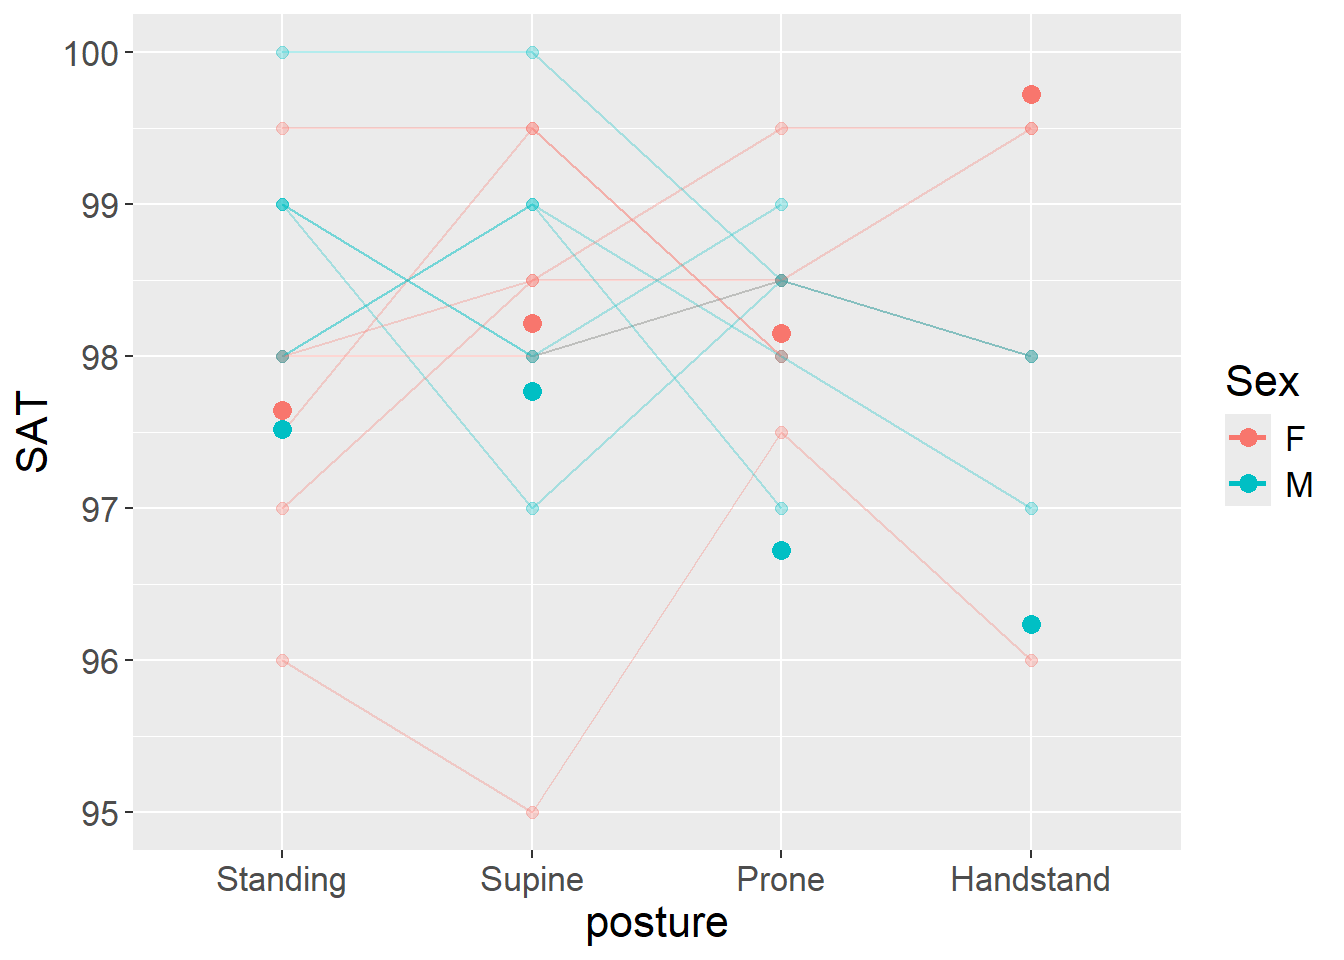 100
99
98
97
96
95
SAT
Standing
Supine
Prone
Handstand
posture
Sex
F
M